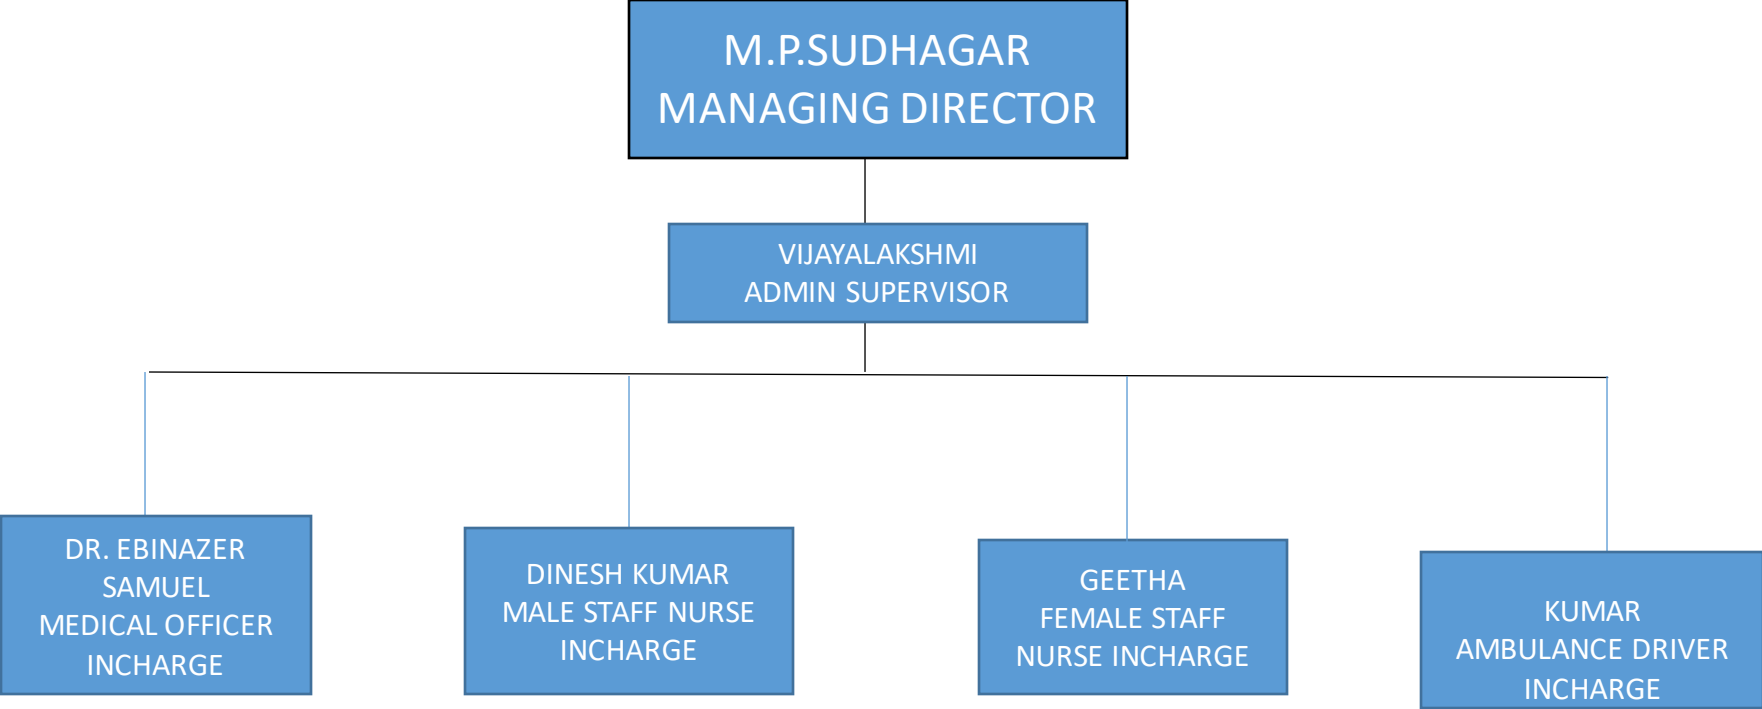 M.P.SUDHAGAR
MANAGING DIRECTOR
VIJAYALAKSHMI
ADMIN SUPERVISOR
DR. EBINAZER
SAMUEL
MEDICAL OFFICER
INCHARGE
DINESH KUMAR
MALE STAFF NURSE
INCHARGE
GEETHA
FEMALE STAFF
NURSE INCHARGE
KUMAR
AMBULANCE DRIVER
INCHARGE